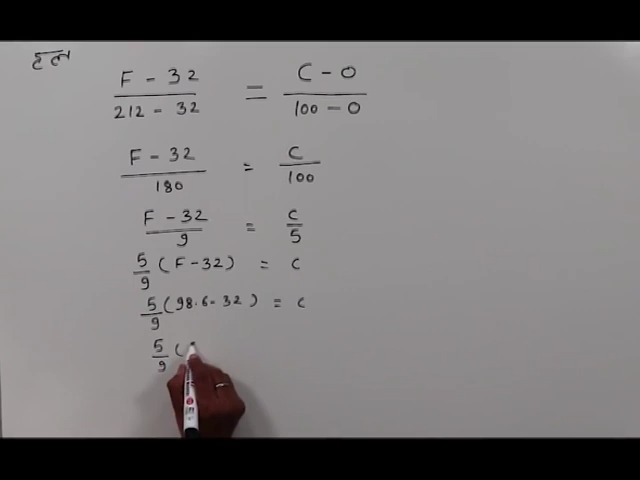 हल
F - 32 / 212 - 32 = C - 0 / 100 - 0
F - 32 / 180 = C / 100
F - 32 / 9 = C / 5
5/9 (F - 32) = C
5/9 (98.6 - 32) = C
5/9 (